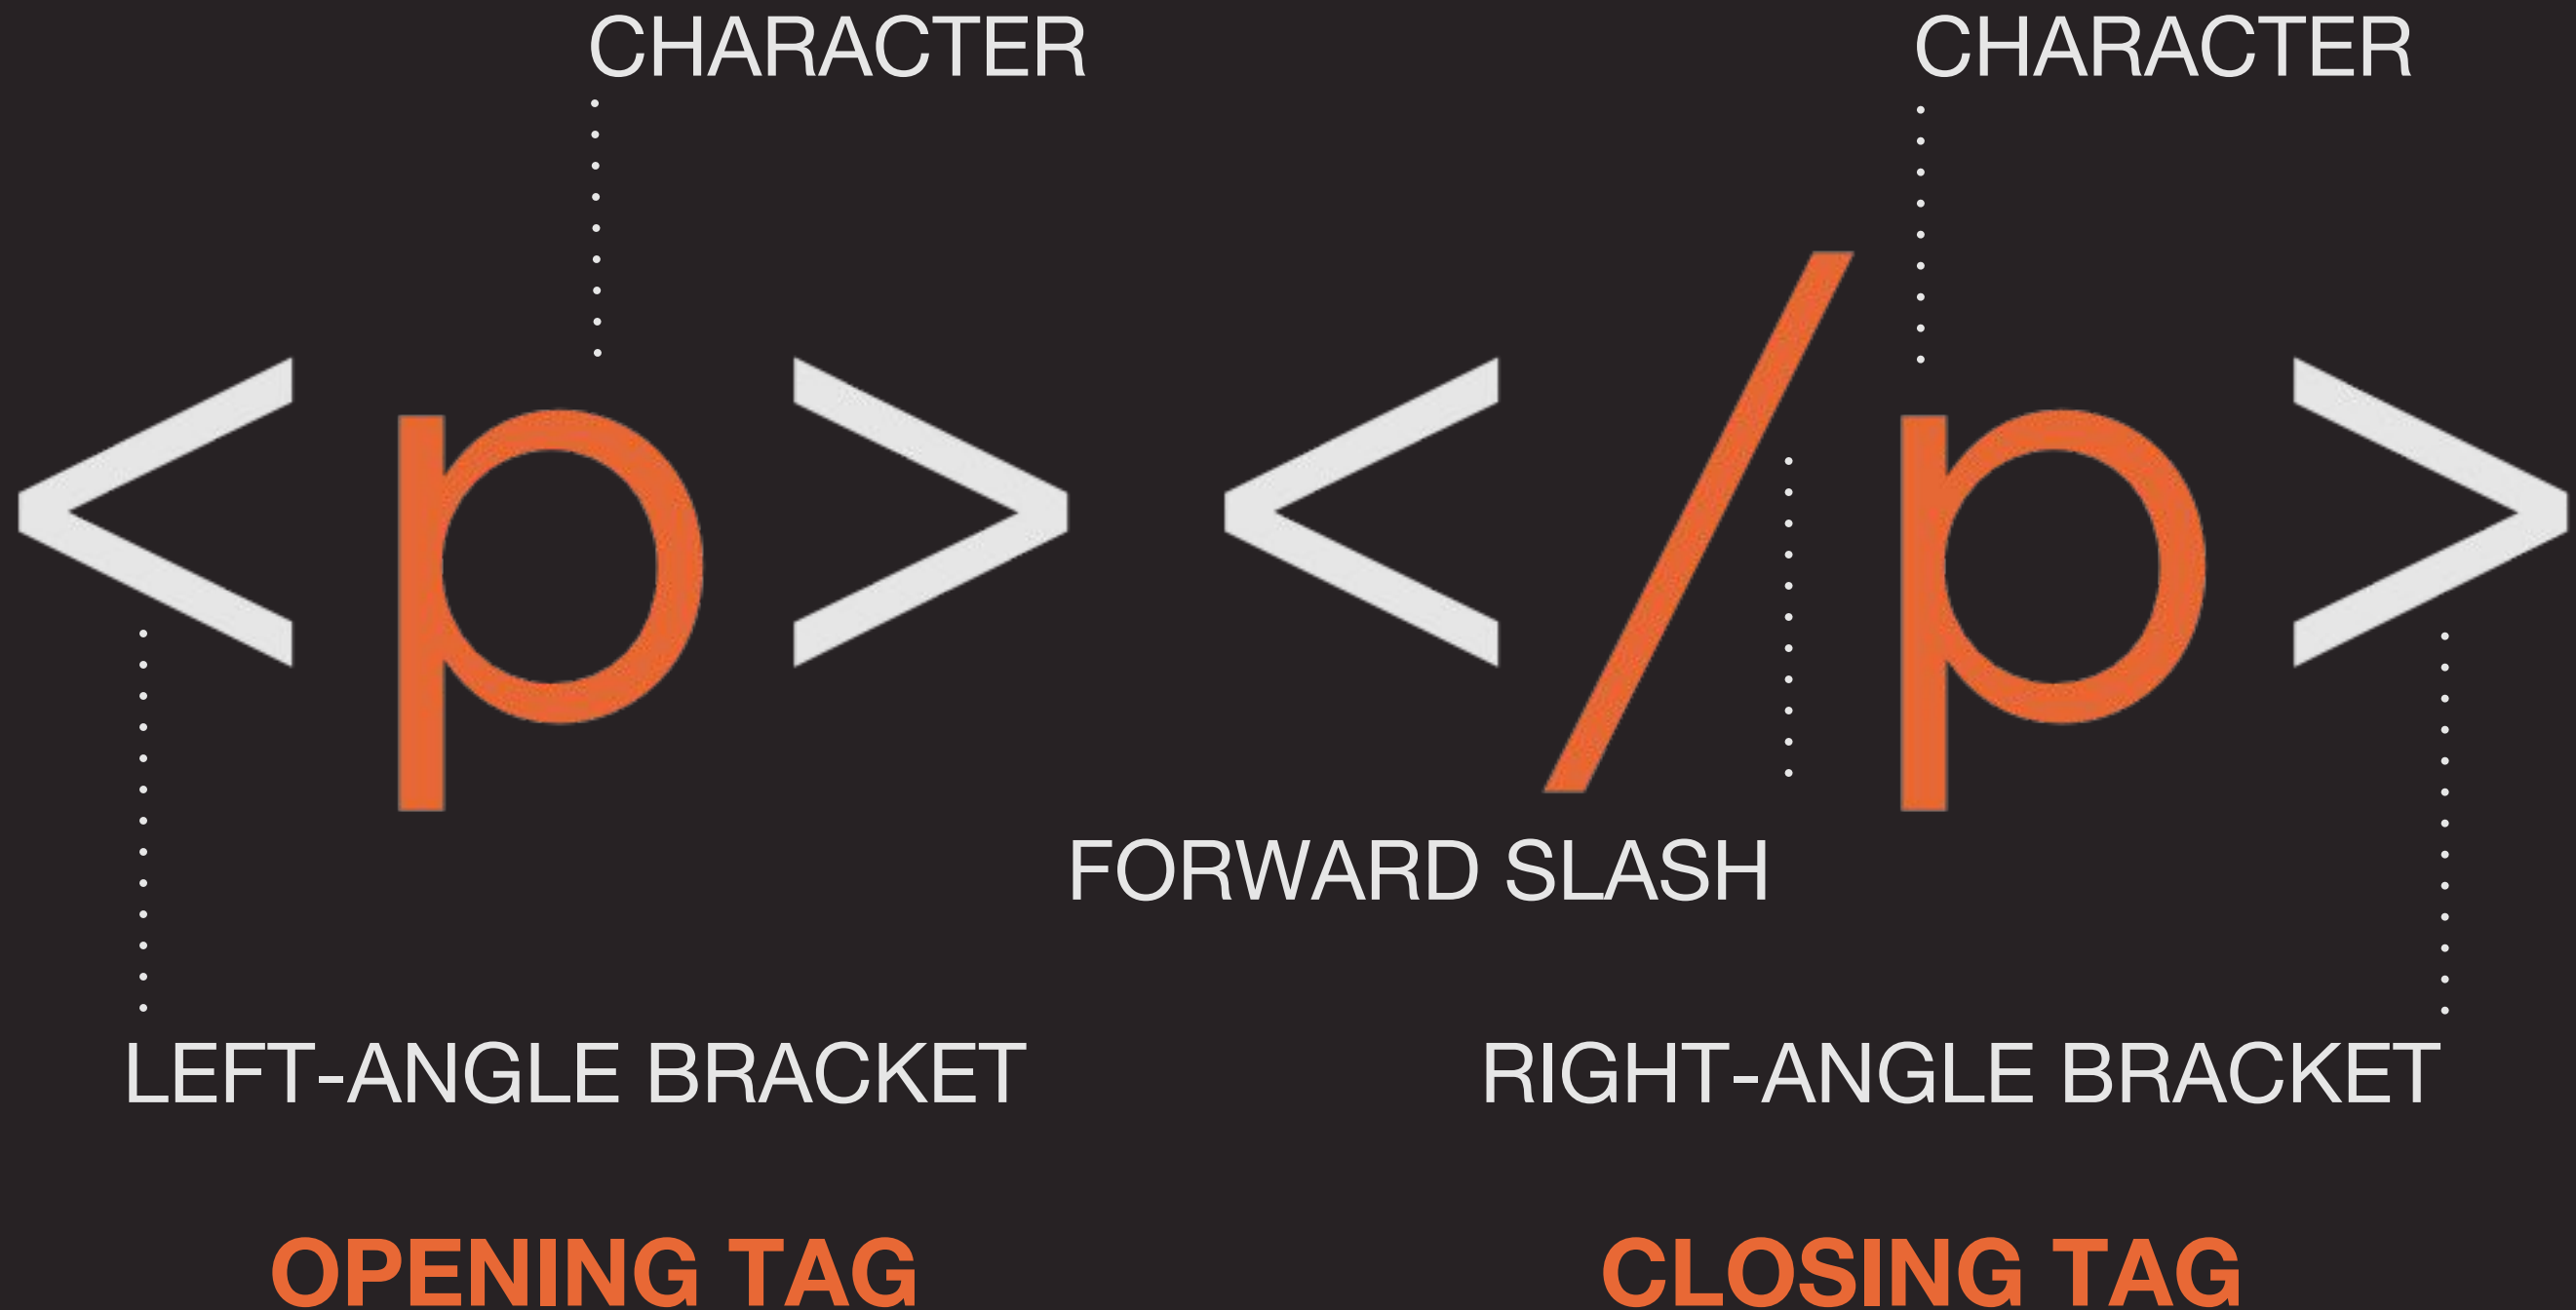 CHARACTER CHARACTER
<p> </p>
FORWARD SLASH
LEFT-ANGLE BRACKET RIGHT-ANGLE BRACKET
OPENING TAG CLOSING TAG